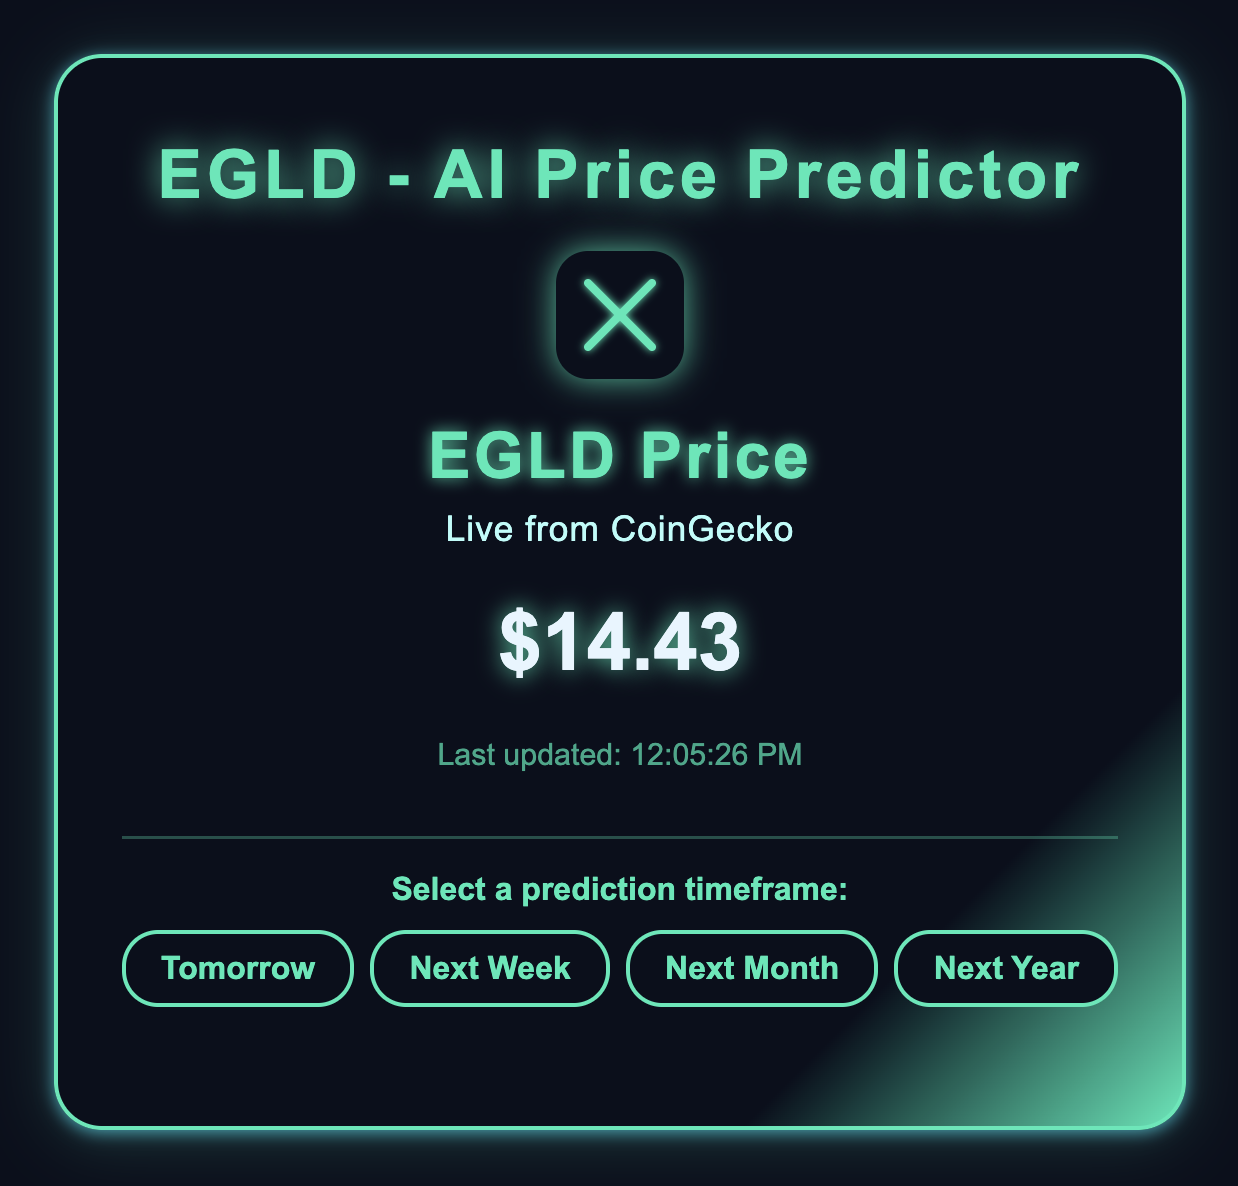 EGLD - AI Price Predictor
EGLD Price
Live from CoinGecko
$14.43
Last updated: 12:05:26 PM
Select a prediction timeframe:
Tomorrow Next Week Next Month Next Year